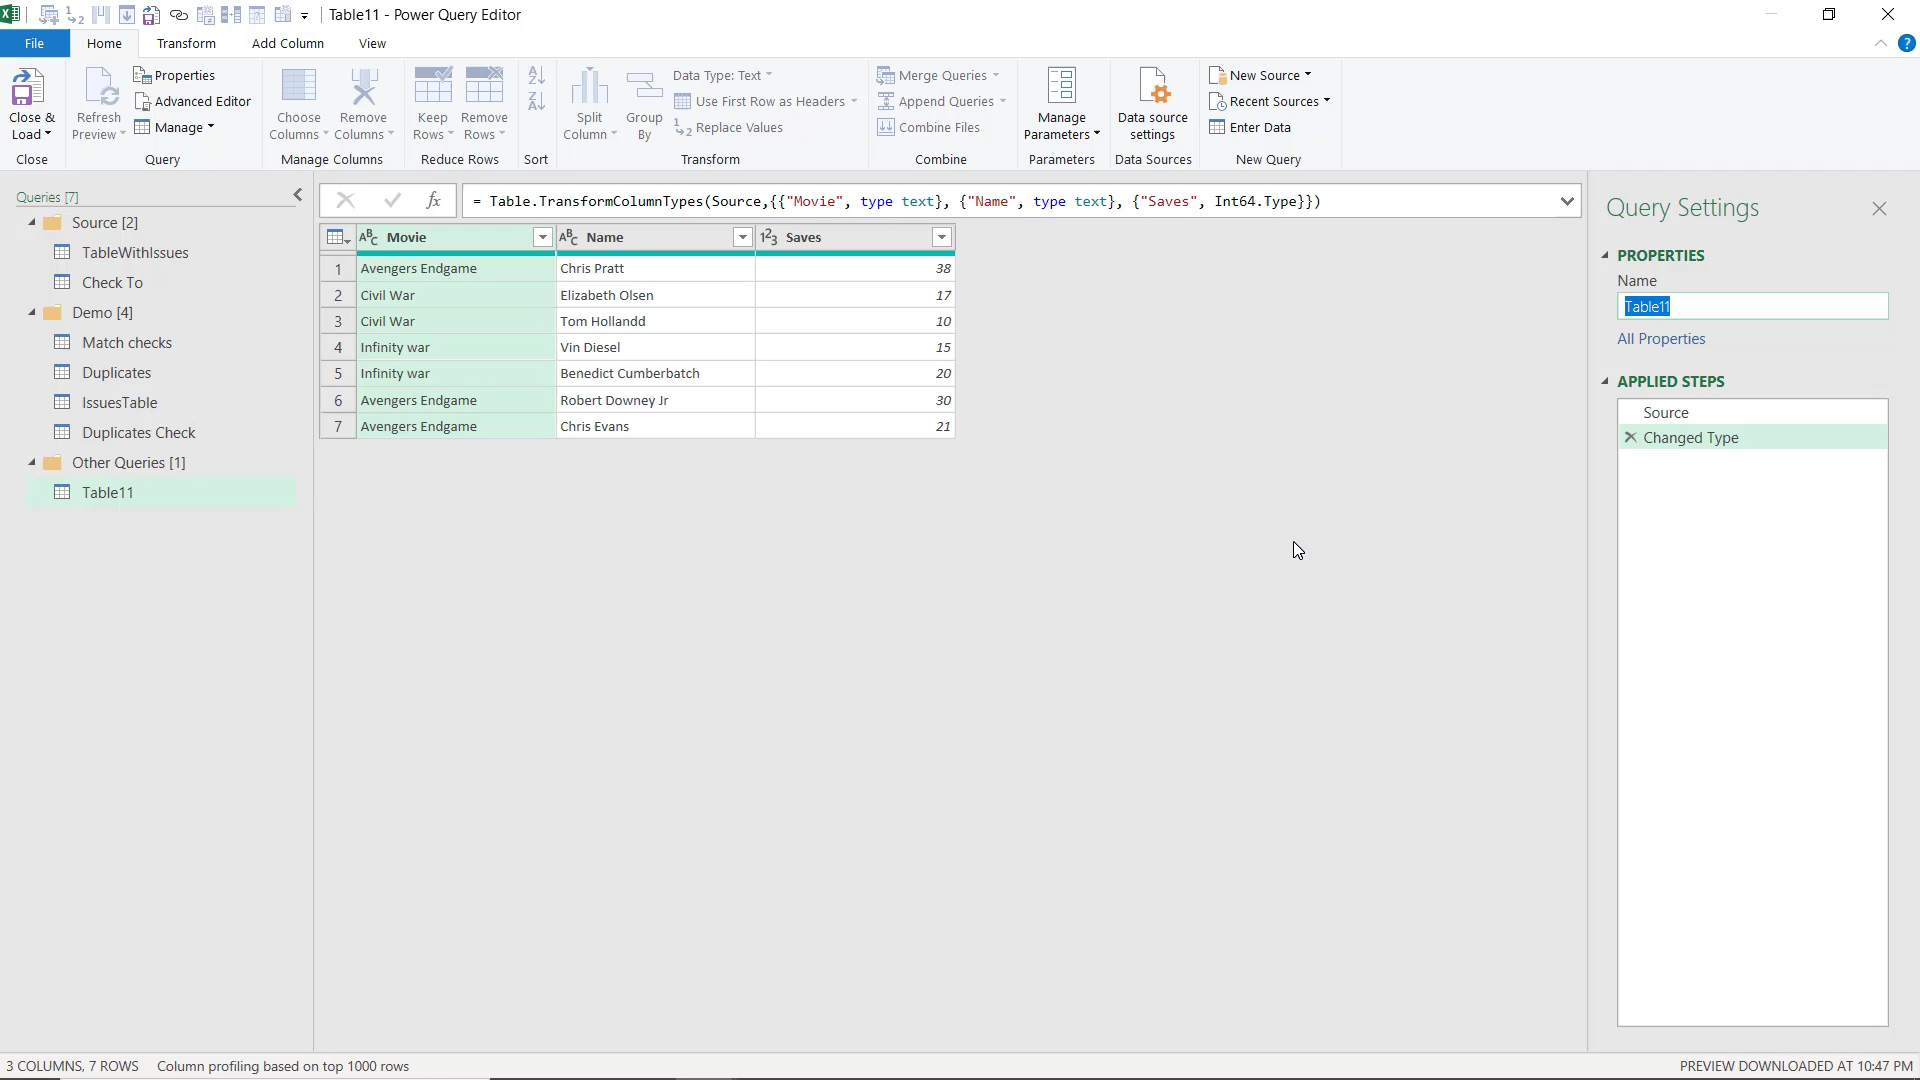 Table11 - Power Query Editor
File Home Transform Add Column View
Close & Load
Close
Refresh Preview
Properties
Advanced Editor
Manage
Query
Choose Columns
Remove Columns
Manage Columns
Keep Rows
Remove Rows
Reduce Rows
Sort
Split Column
Group By
Data Type: Text
Use First Row as Headers
Replace Values
Transform
Merge Queries
Append Queries
Combine Files
Combine
Manage Parameters
Parameters
Data source settings
Data Sources
New Source
Recent Sources
Enter Data
New Query
Queries [7]
Source [2]
TableWithIssues
Check To
Demo [4]
Match checks
Duplicates
IssuesTable
Duplicates Check
Other Queries [1]
Table11
fx = Table.TransformColumnTypes(Source,{{"Movie", type text}, {"Name", type text}, {"Saves", Int64.Type}})
ABC Movie ABC Name 123 Saves
1 Avengers Endgame Chris Pratt 38
2 Civil War Elizabeth Olsen 17
3 Civil War Tom Hollandd 10
4 Infinity war Vin Diesel 15
5 Infinity war Benedict Cumberbatch 20
6 Avengers Endgame Robert Downey Jr 30
7 Avengers Endgame Chris Evans 21
Query Settings
PROPERTIES
Name
Table11
All Properties
APPLIED STEPS
Source
Changed Type
3 COLUMNS, 7 ROWS Column profiling based on top 1000 rows
PREVIEW DOWNLOADED AT 10:47 PM